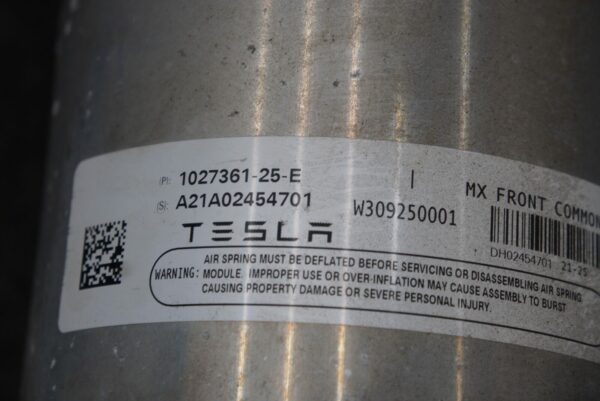 (P): 1027361-25-E
(S): A21A02454701
W309250001
MX FRONT COMMON
TESLA
DH02454701 21-25
AIR SPRING MUST BE DEFLATED BEFORE SERVICING OR DISASSEMBLING AIR SPRING
WARNING: MODULE. IMPROPER USE OR OVER-INFLATION MAY CAUSE ASSEMBLY TO BURST
CAUSING PROPERTY DAMAGE OR SEVERE PERSONAL INJURY.